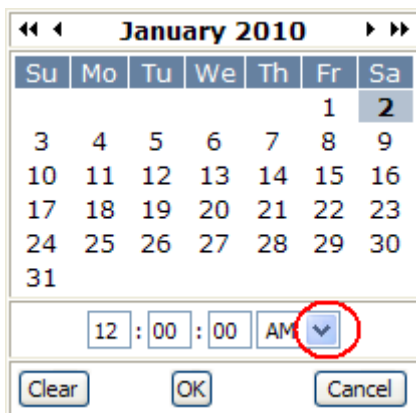 January 2010
Su Mo Tu We Th Fr Sa
1 2
3 4 5 6 7 8 9
10 11 12 13 14 15 16
17 18 19 20 21 22 23
24 25 26 27 28 29 30
31
12 : 00 : 00 AM
Clear OK Cancel